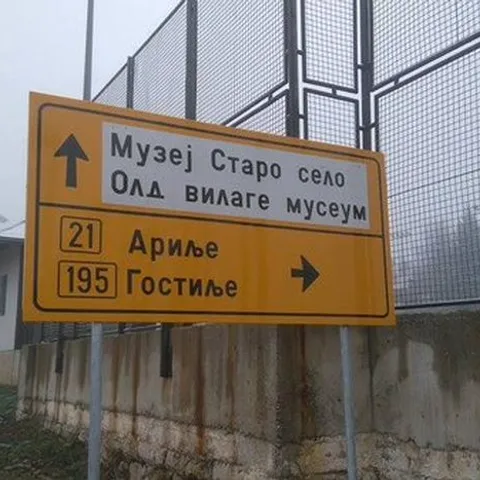 Музеј Старо село
Олд вилаге мусеум
21 Ариље
195 Гостиље